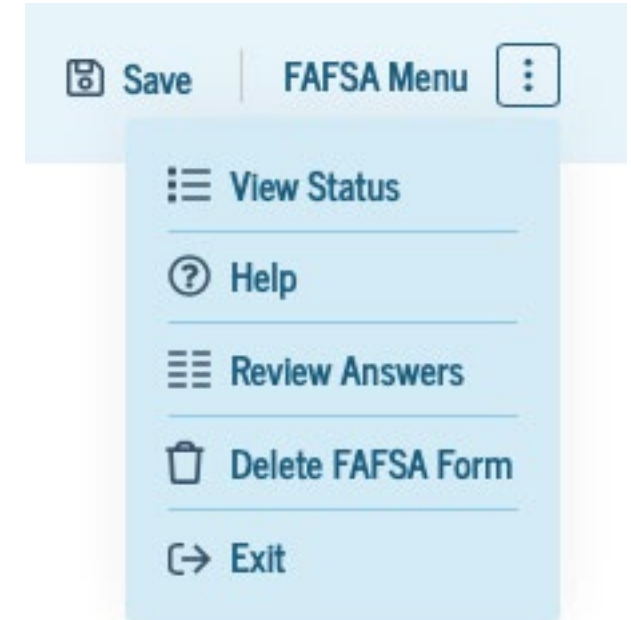 Save FAFSA Menu
View Status
Help
Review Answers
Delete FAFSA Form
Exit